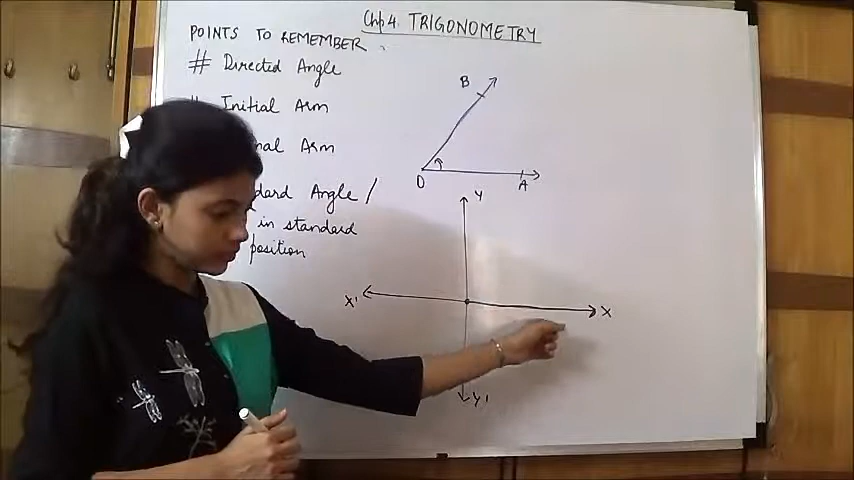 Chp 4. TRIGONOMETRY
POINTS TO REMEMBER
# Directed Angle
Initial Arm
nal Arm
dard Angle /
in standard
position
B
O
A
Y
X'
X
Y'